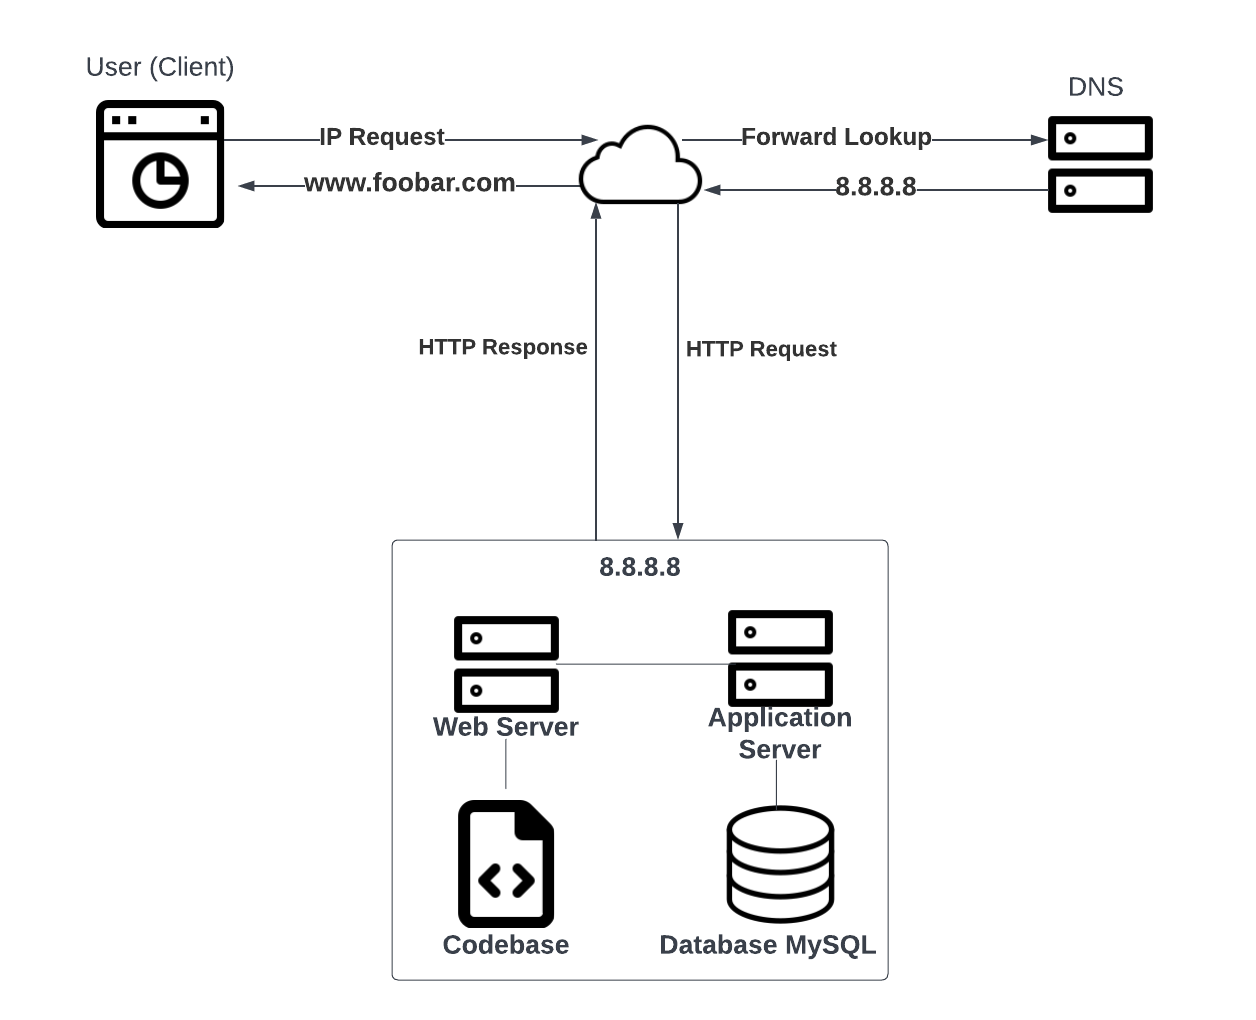 User (Client)
DNS
IP Request
Forward Lookup
www.foobar.com
8.8.8.8
HTTP Response
HTTP Request
8.8.8.8
Web Server
Application
Server
Codebase
Database MySQL